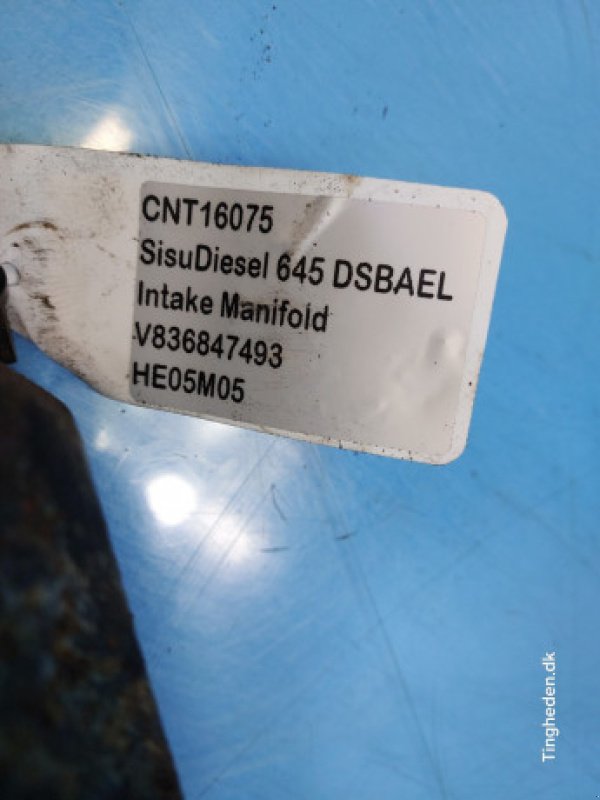 CNT16075
SisuDiesel 645 DSBAEL
Intake Manifold
V836847493
HE05M05
Tingheden.dk